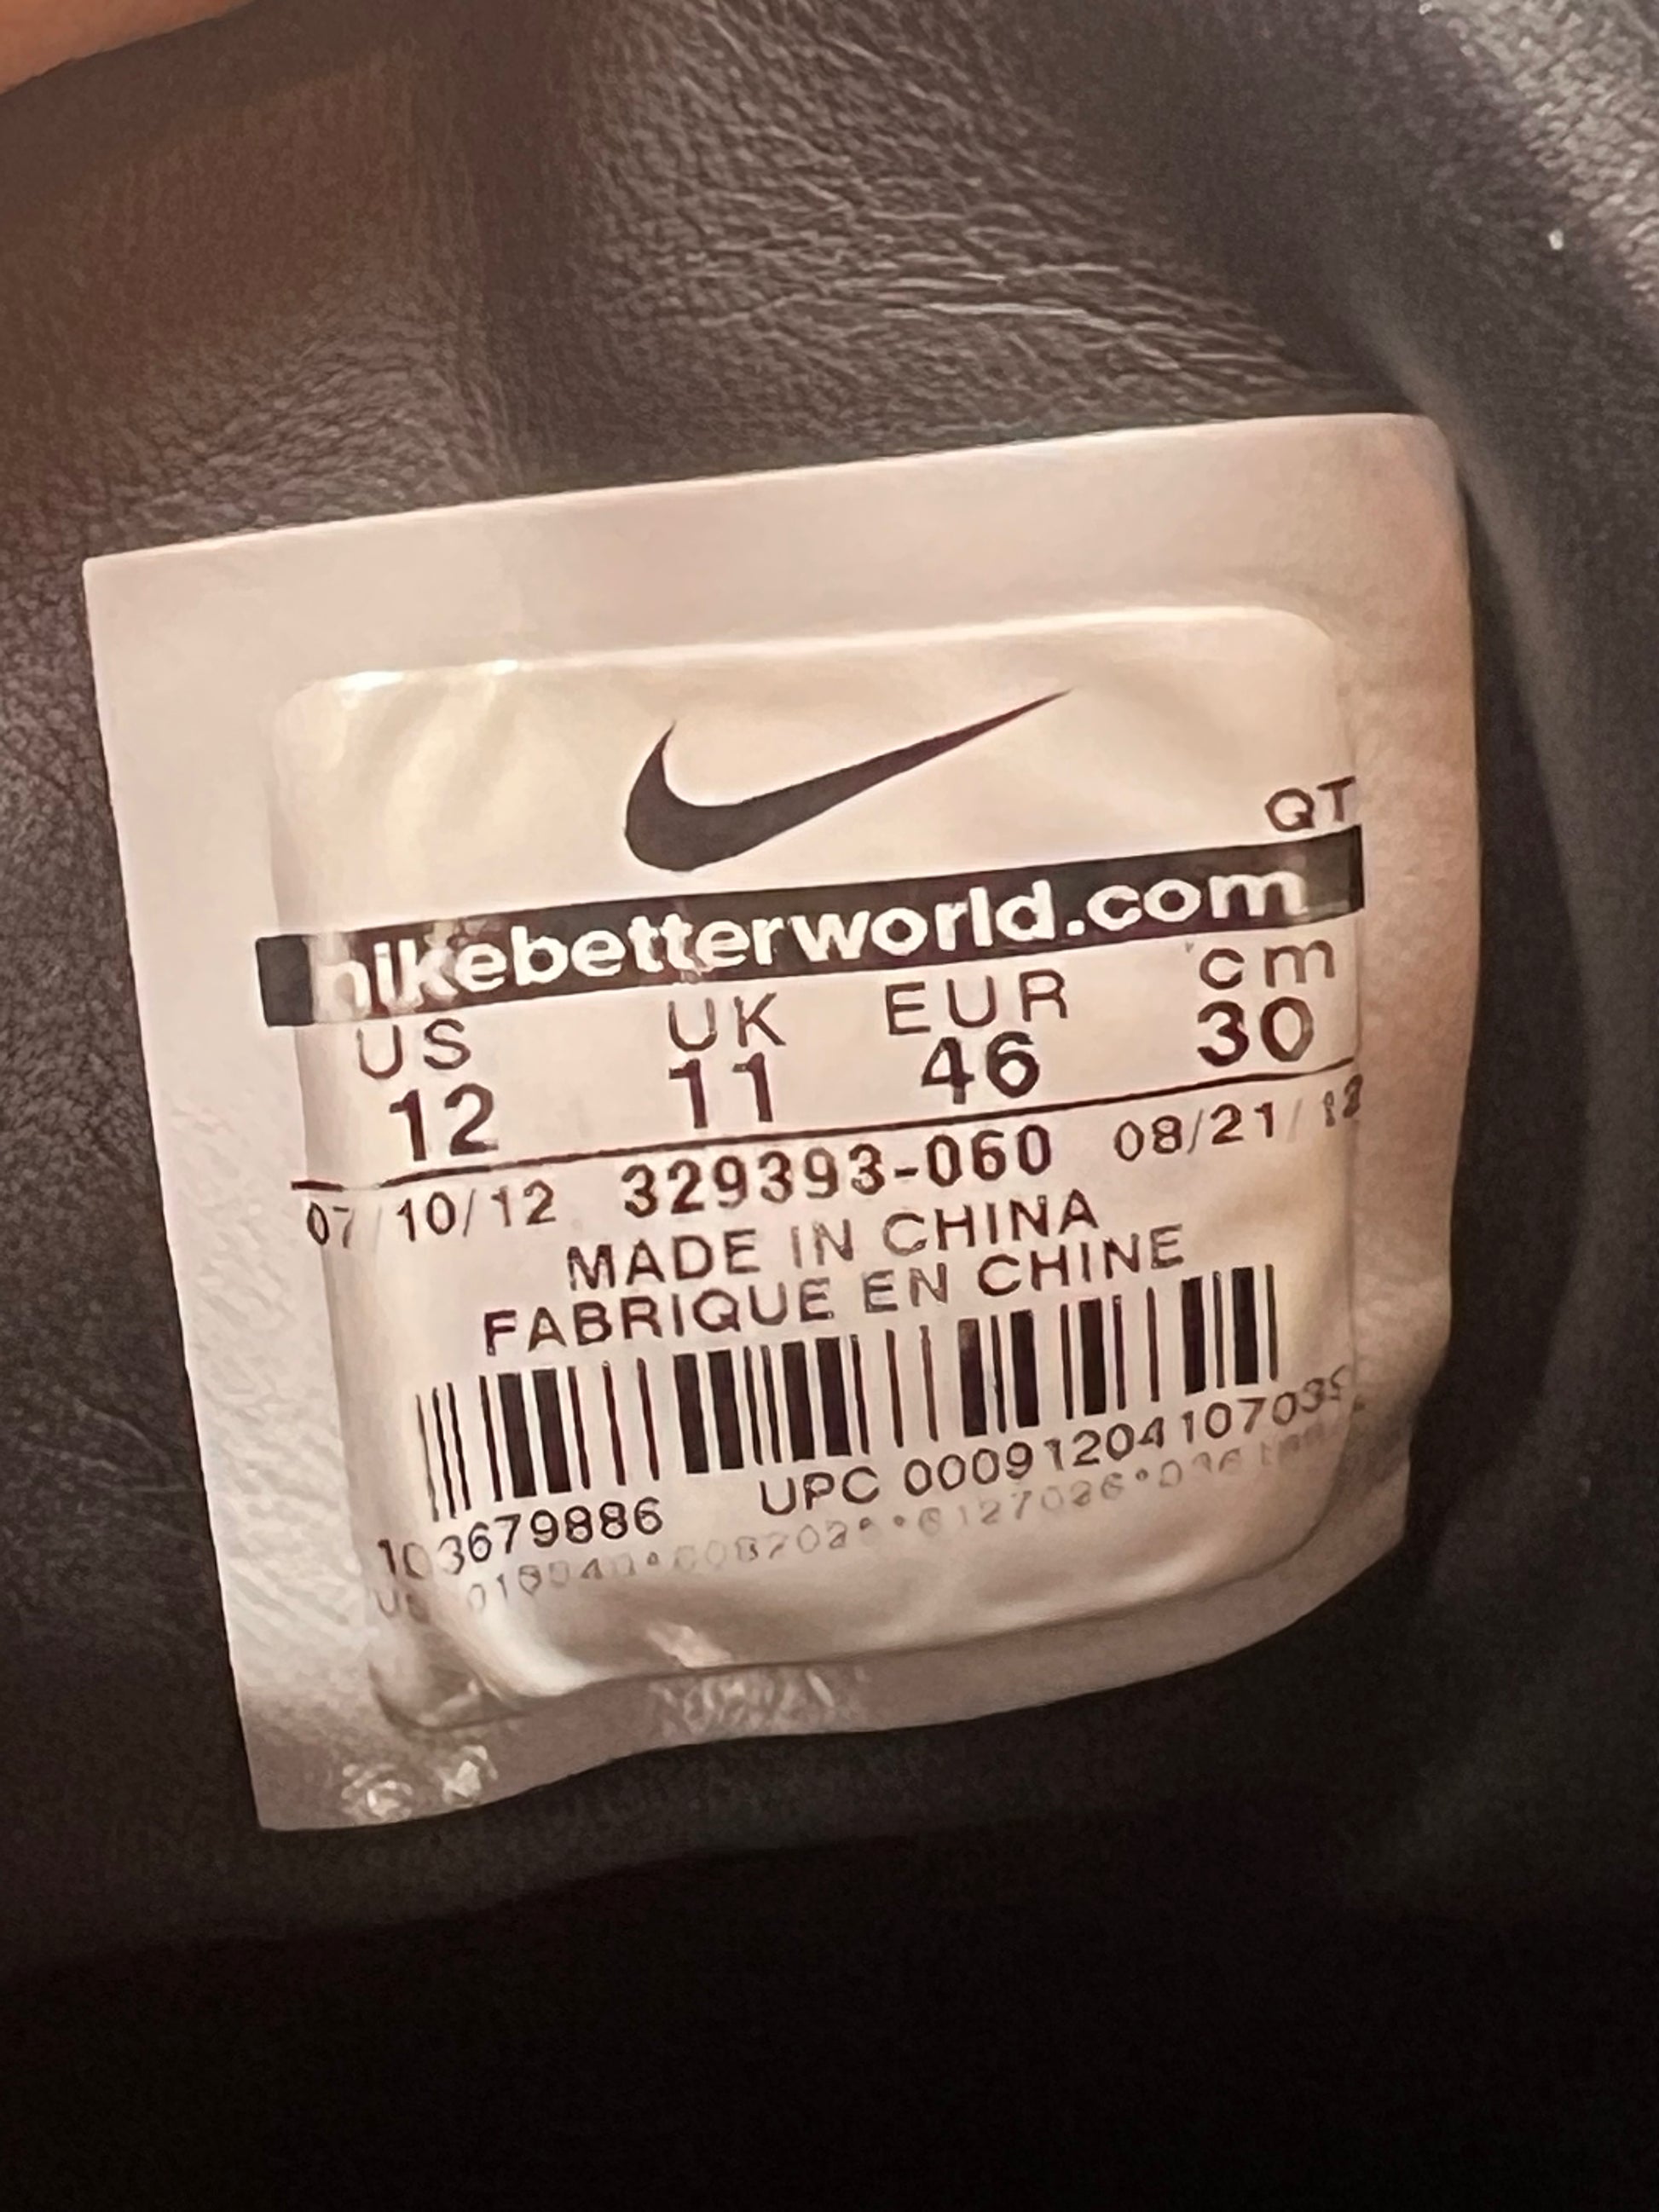 QT
nikebetterworld.com
US UK EUR cm
12 11 46 30
07/10/12 329393-060 08/21/12
MADE IN CHINA
FABRIQUE EN CHINE
103679886 UPC 00091204107039